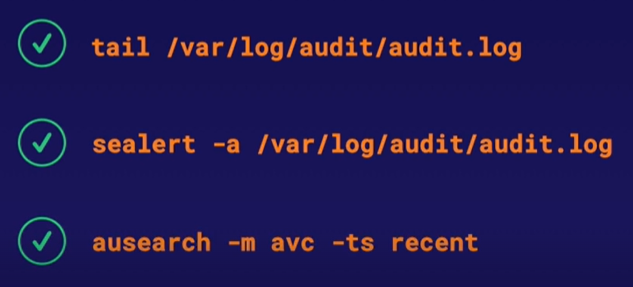 tail /var/log/audit/audit.log
sealert -a /var/log/audit/audit.log
ausearch -m avc -ts recent